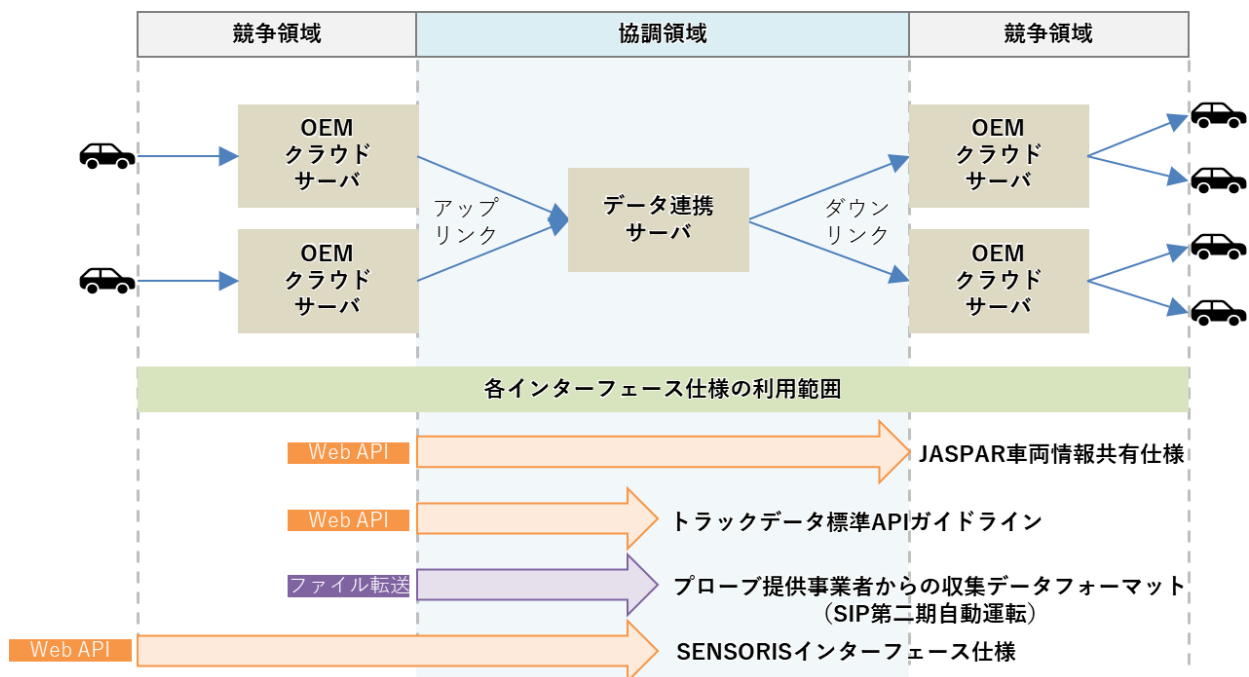 競争領域
協調領域
競争領域
OEM
クラウド
サーバ
OEM
クラウド
サーバ
アップ
リンク
データ連携
サーバ
ダウン
リンク
OEM
クラウド
サーバ
OEM
クラウド
サーバ
各インターフェース仕様の利用範囲
Web API
JASPAR車両情報共有仕様
Web API
トラックデータ標準APIガイドライン
ファイル転送
プローブ提供事業者からの収集データフォーマット
（SIP第二期自動運転）
Web API
SENSORISインターフェース仕様